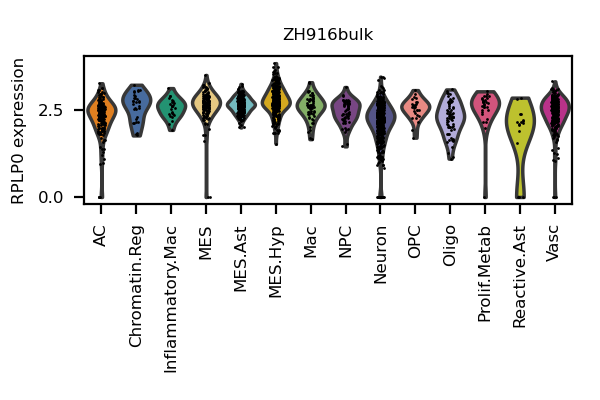 ZH916bulk
RPLP0 expression
2.5
0.0
AC
Chromatin.Reg
Inflammatory.Mac
MES
MES.Ast
MES.Hyp
Mac
NPC
Neuron
OPC
Oligo
Prolif.Metab
Reactive.Ast
Vasc